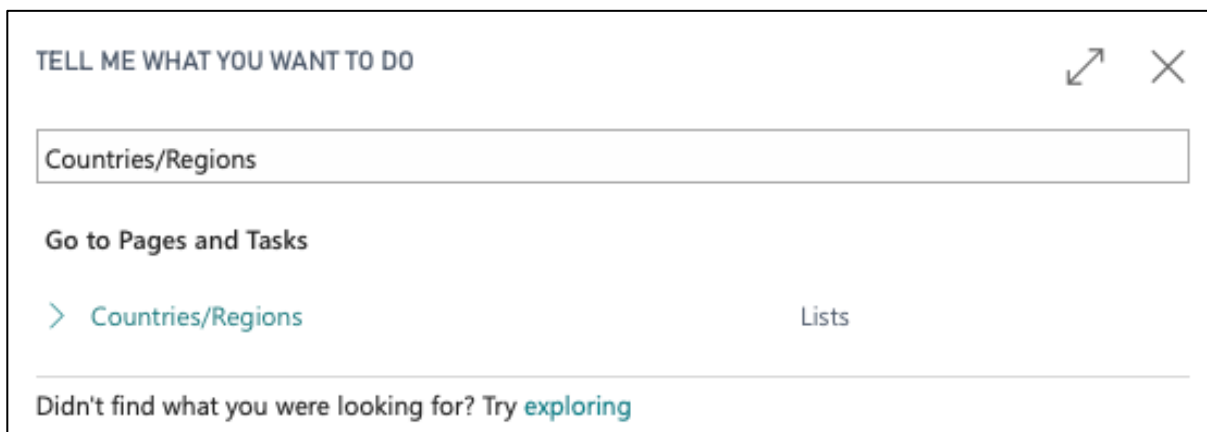 TELL ME WHAT YOU WANT TO DO
Countries/Regions
Go to Pages and Tasks
Countries/Regions Lists
Didn't find what you were looking for? Try exploring